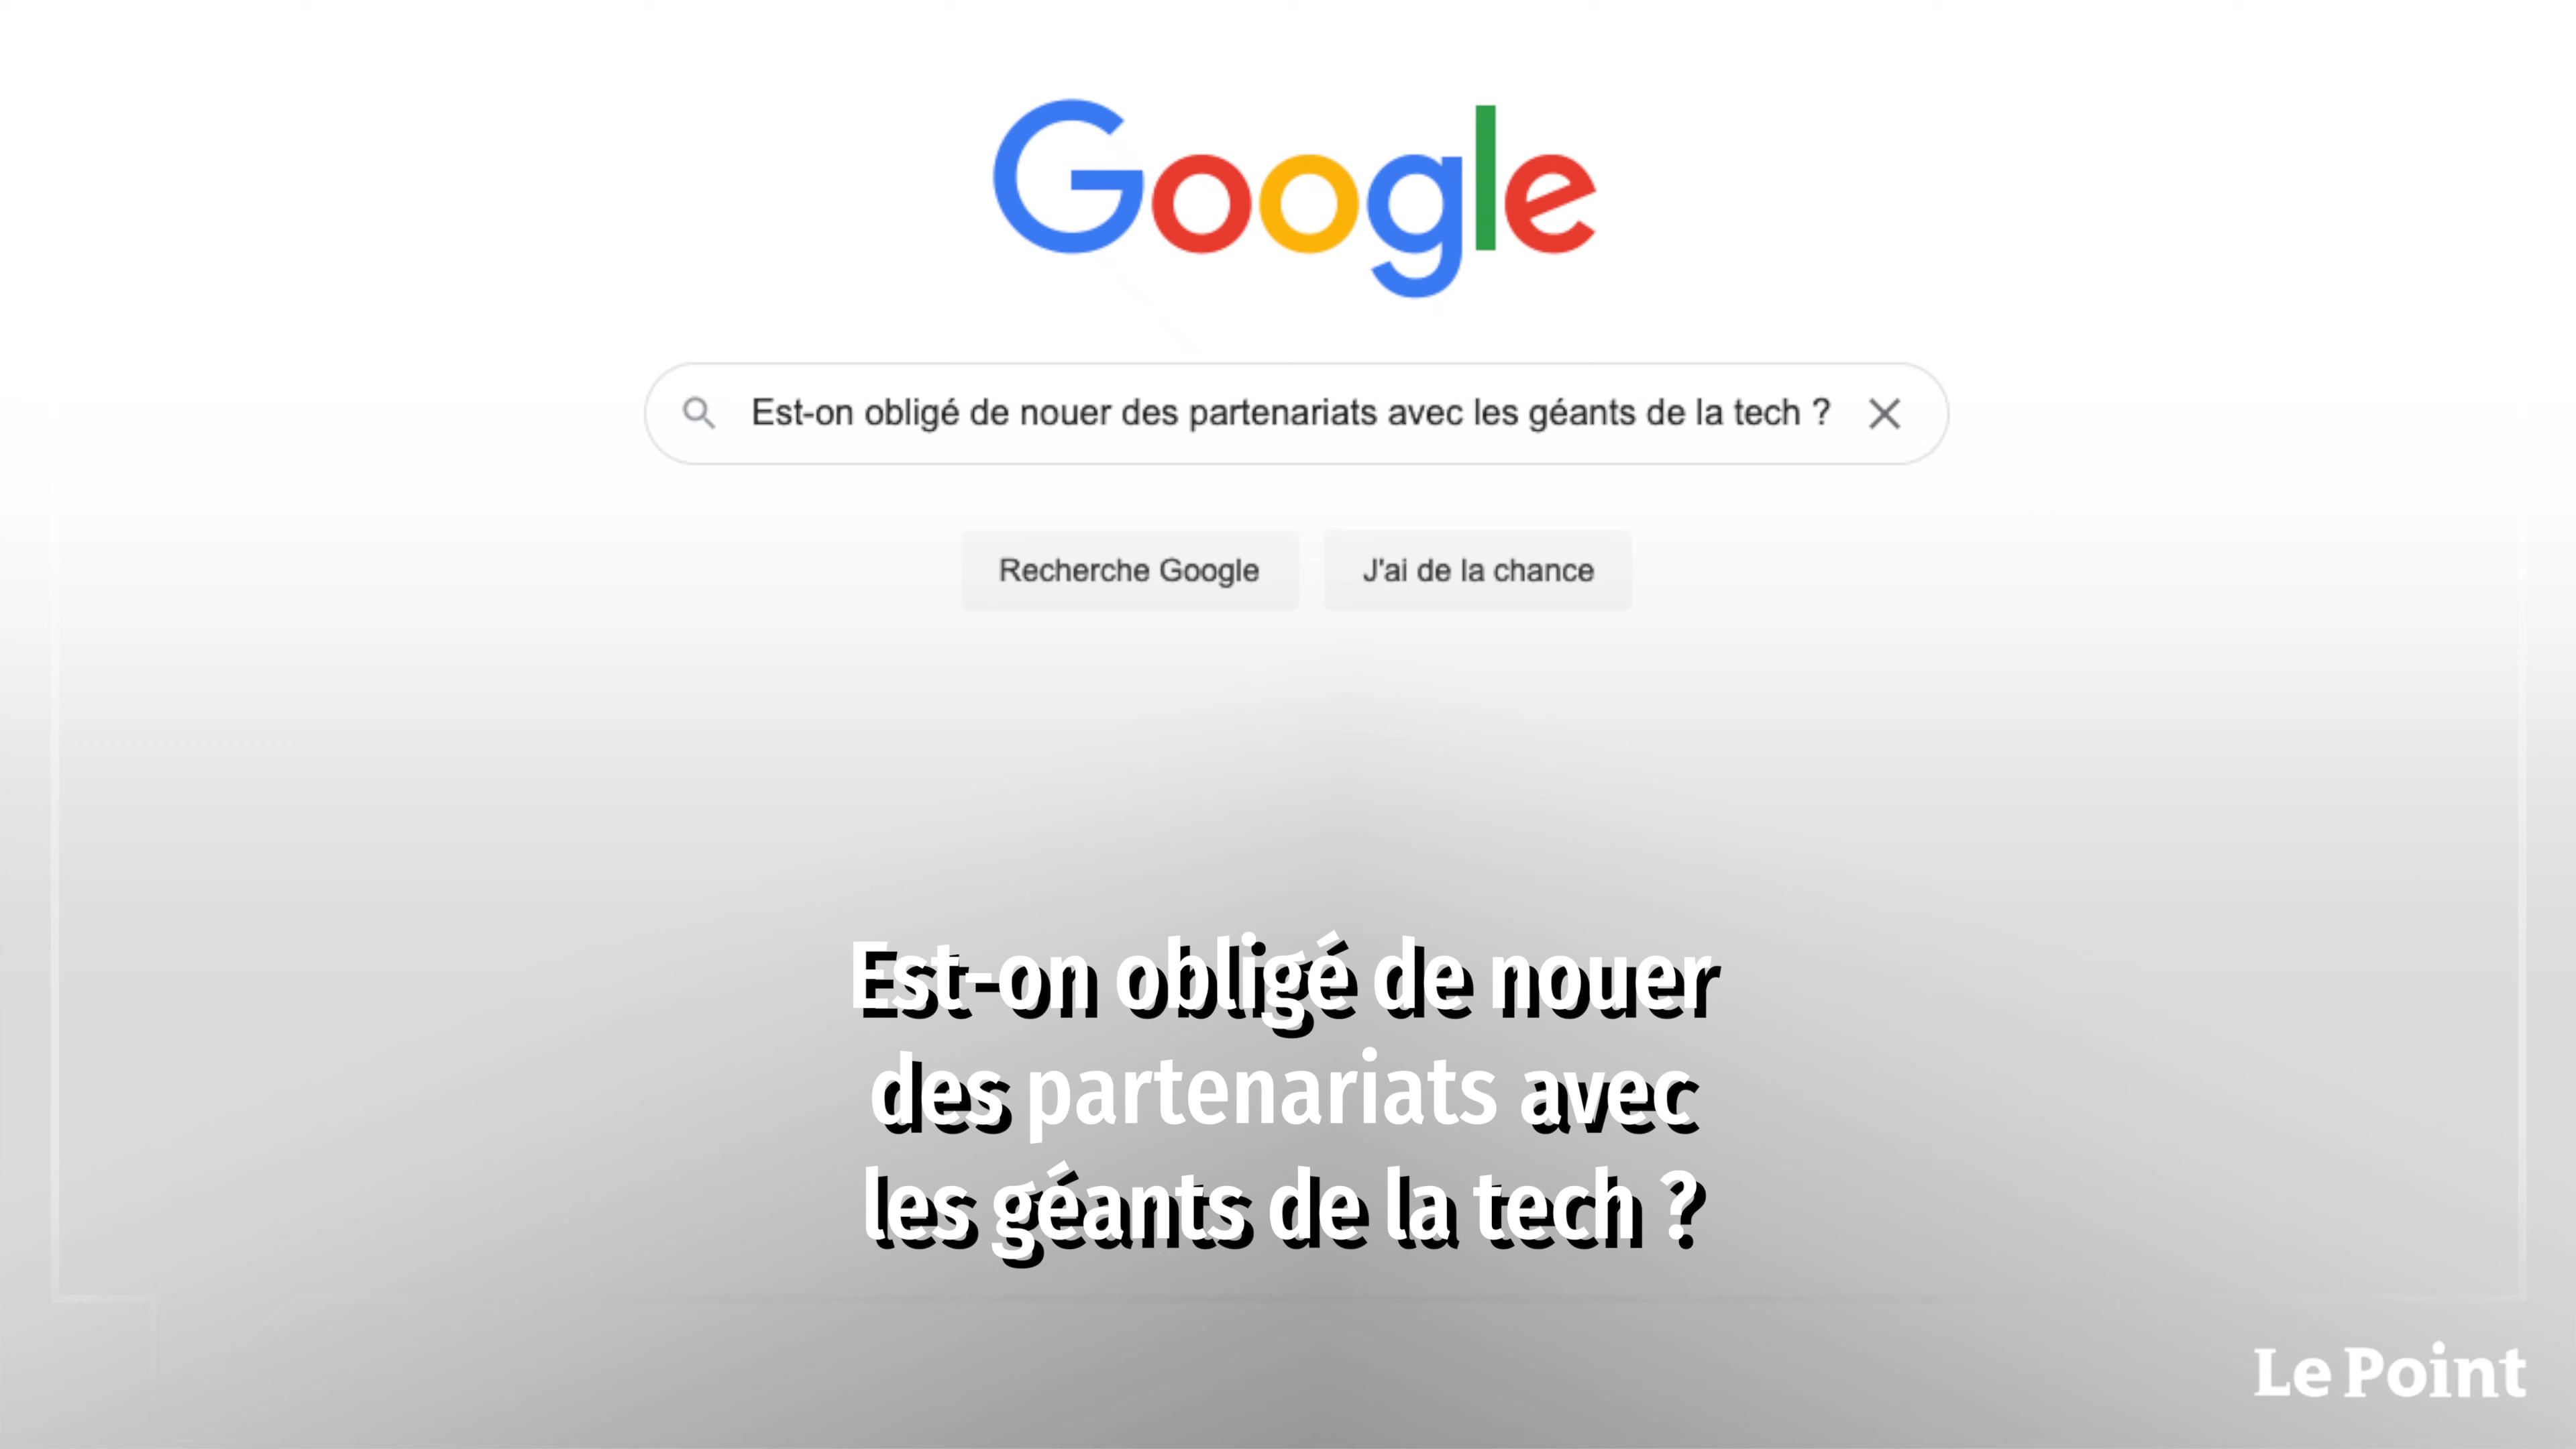 Google
Est-on obligé de nouer des partenariats avec les géants de la tech ?
Recherche Google
J'ai de la chance
Est-on obligé de nouer
des partenariats avec
les géants de la tech ?
Le Point